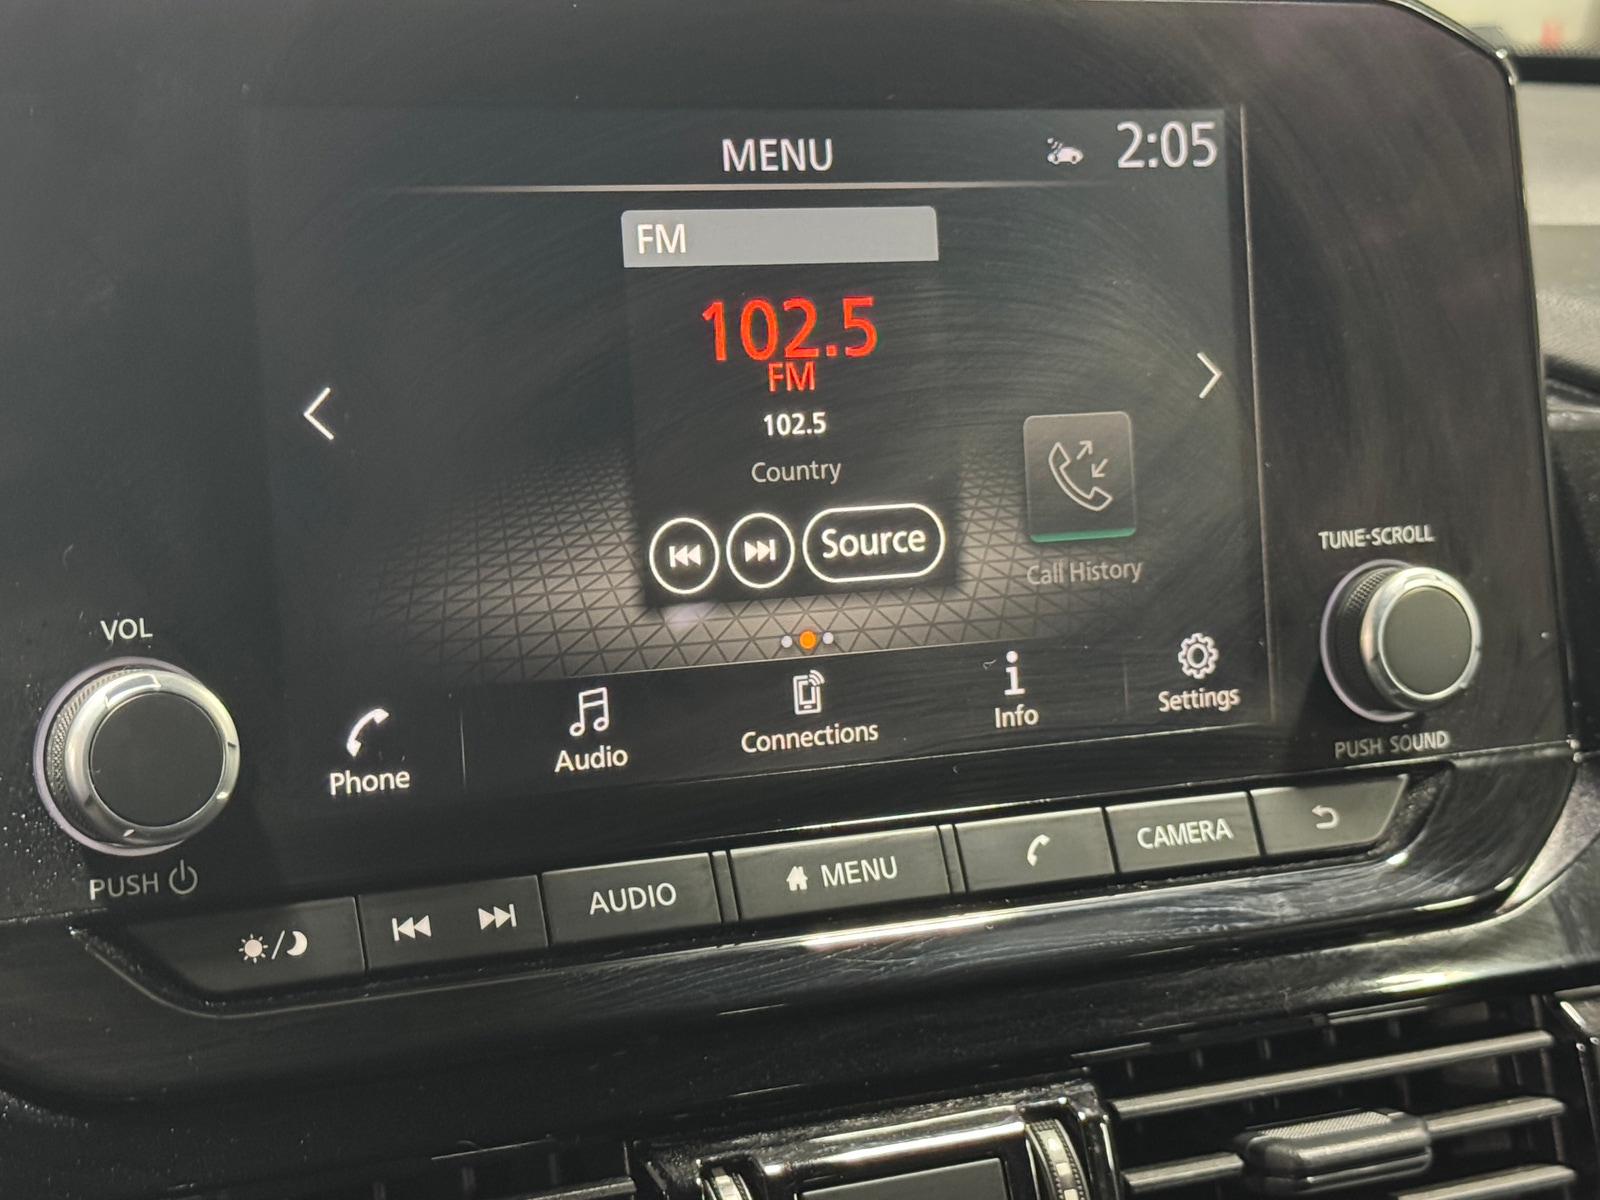 MENU
2:05
FM
102.5
FM
102.5
Country
Source
Call History
TUNE·SCROLL
VOL
Phone
Audio
Connections
Info
Settings
PUSH SOUND
PUSH
AUDIO
MENU
CAMERA